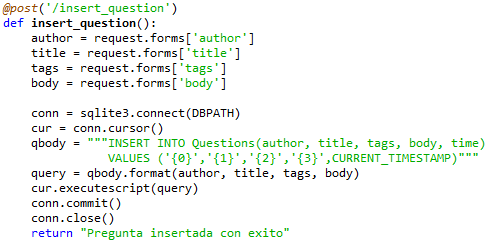 @post('/insert_question')
def insert_question():
    author = request.forms['author']
    title = request.forms['title']
    tags = request.forms['tags']
    body = request.forms['body']

    conn = sqlite3.connect(DBPATH)
    cur = conn.cursor()
    qbody = """INSERT INTO Questions(author, title, tags, body, time)
               VALUES ('{0}','{1}','{2}','{3}',CURRENT_TIMESTAMP)"""
    query = qbody.format(author, title, tags, body)
    cur.executescript(query)
    conn.commit()
    conn.close()
    return "Pregunta insertada con exito"